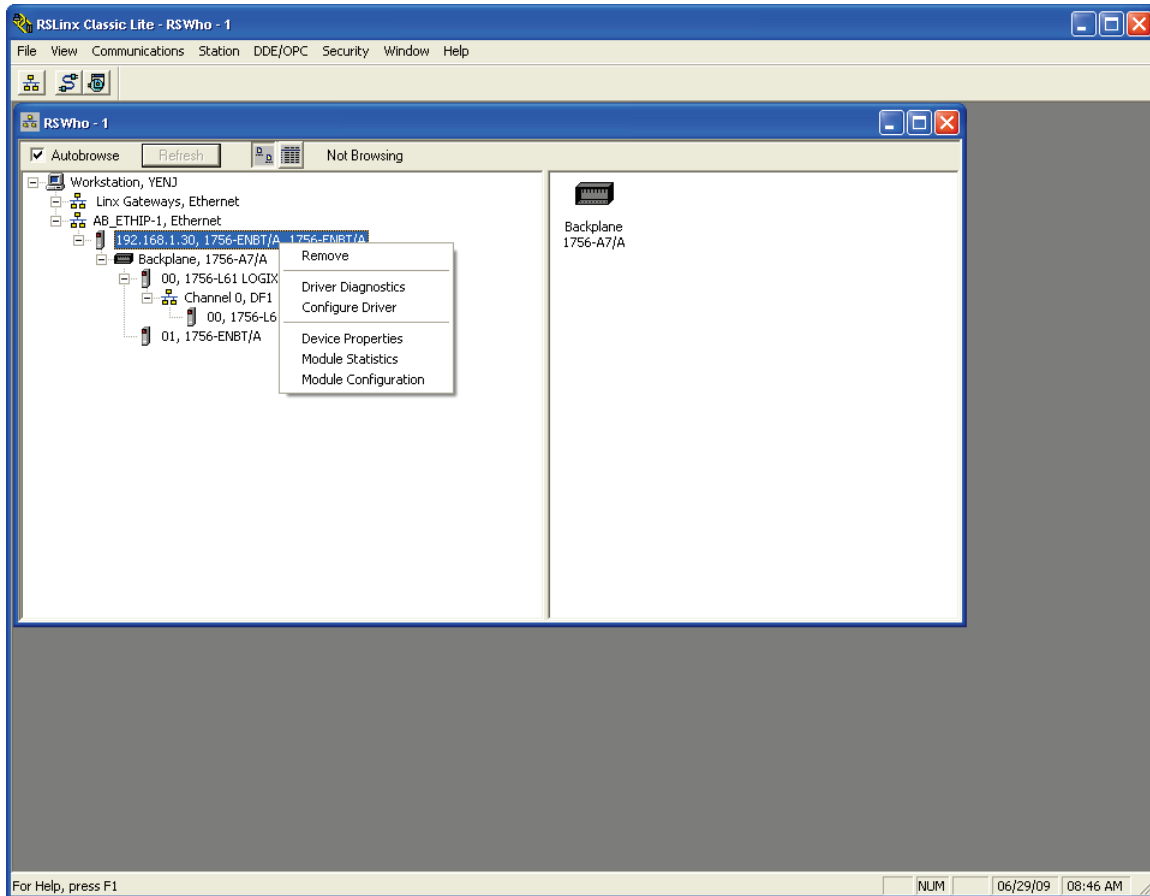 RSLinx Classic Lite - RSWho - 1
File View Communications Station DDE/OPC Security Window Help
RSWho - 1
Autobrowse Refresh Not Browsing
Workstation, YENJ
Linx Gateways, Ethernet
AB_ETHIP-1, Ethernet
192.168.1.30, 1756-ENBT/A, 1756-ENBT/A
Backplane, 1756-A7/A
00, 1756-L61 LOGIX
Channel 0, DF1
00, 1756-L6
01, 1756-ENBT/A
Remove
Driver Diagnostics
Configure Driver
Device Properties
Module Statistics
Module Configuration
Backplane
1756-A7/A
For Help, press F1
NUM 06/29/09 08:46 AM